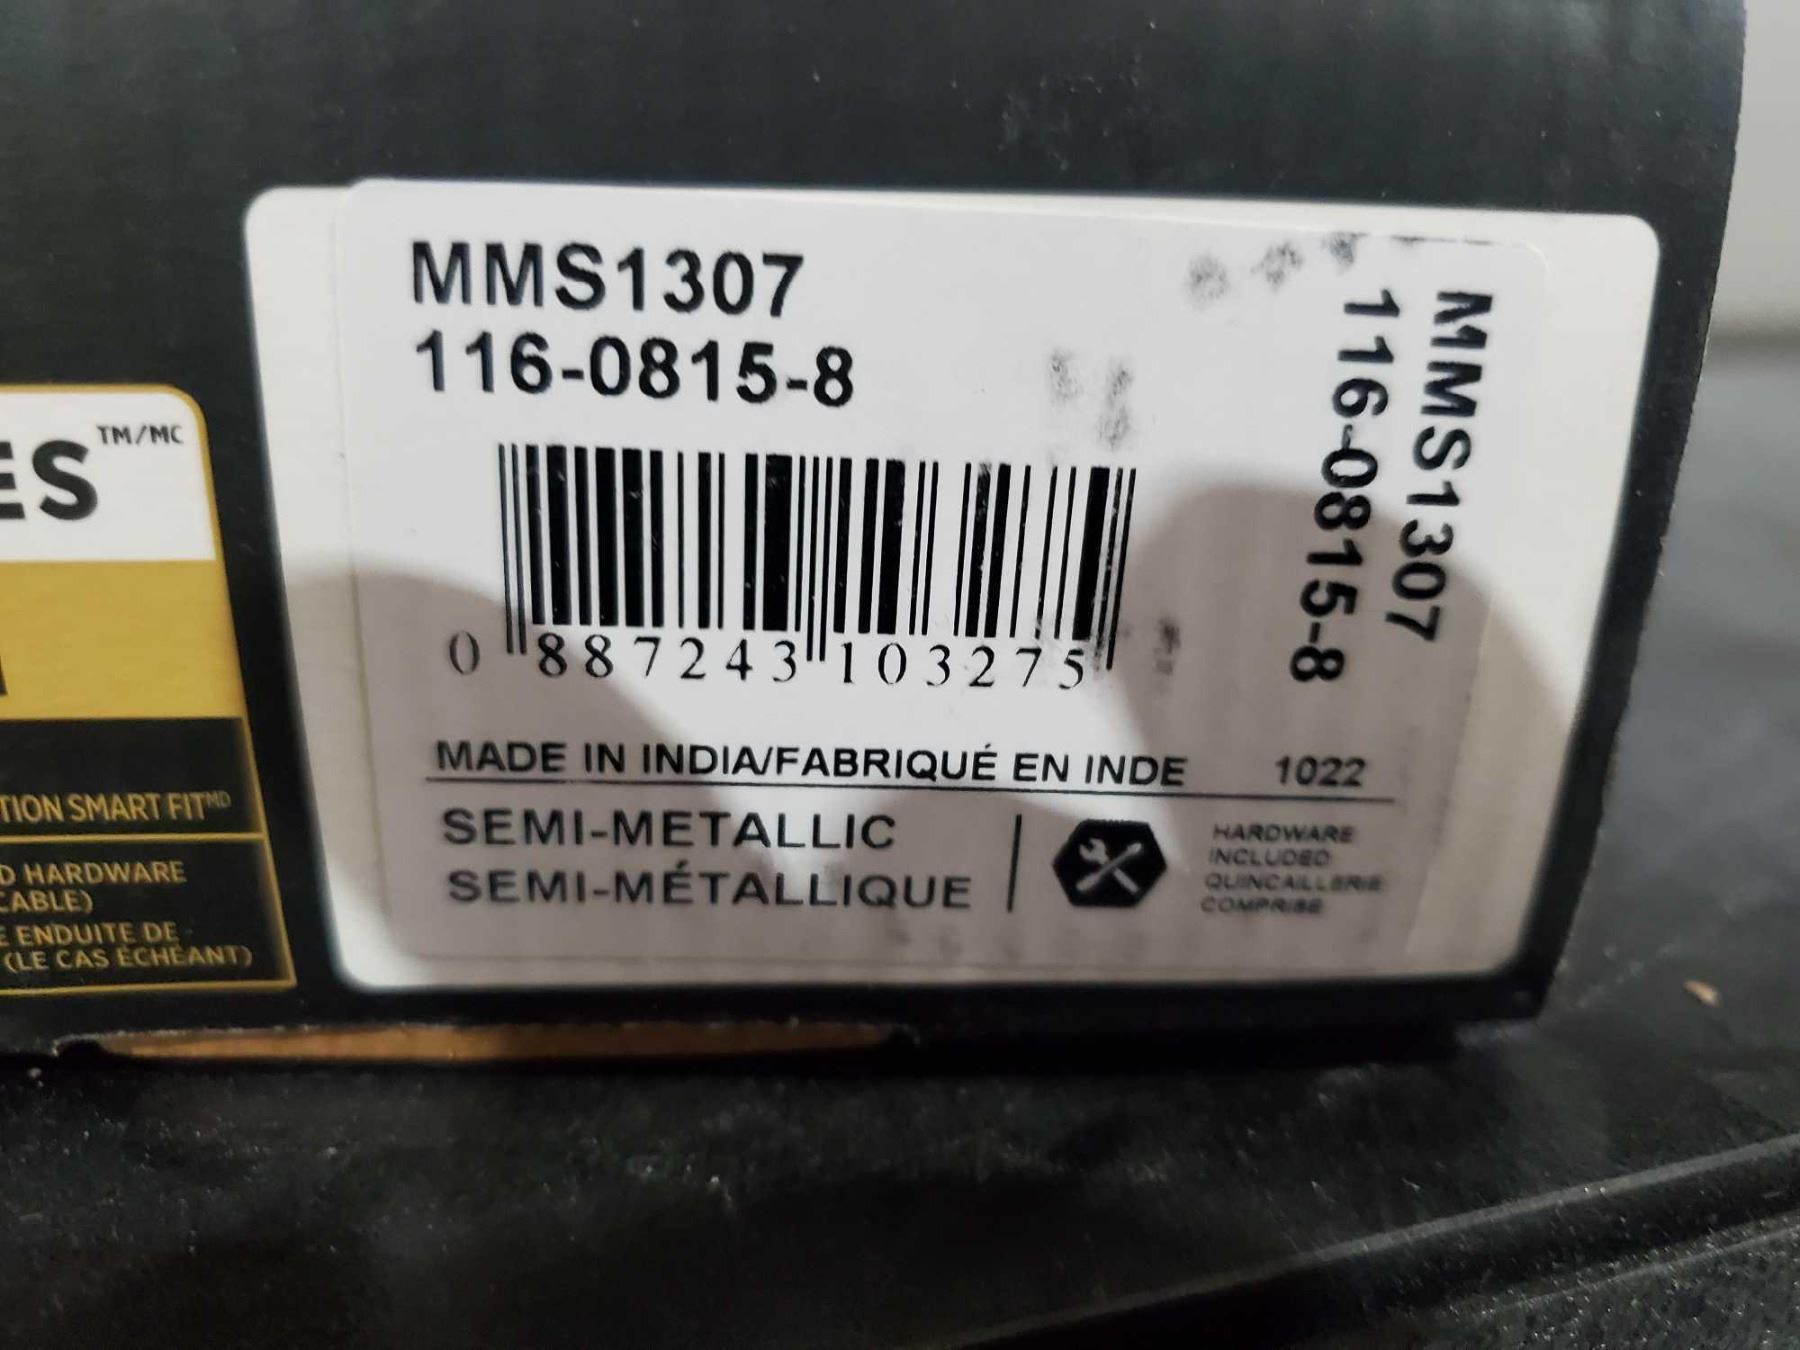 MMS1307
116-0815-8
0 887243 103275
MADE IN INDIA/FABRIQUÉ EN INDE 1022
SEMI-METALLIC
SEMI-MÉTALLIQUE
HARDWARE
INCLUDED
QUINCAILLERIE
COMPRISE
MMS1307
116-0815-8
ES TM/MC
TION SMART FIT MD
D HARDWARE
CABLE)
E ENDUITE DE
(LE CAS ÉCHÉANT)